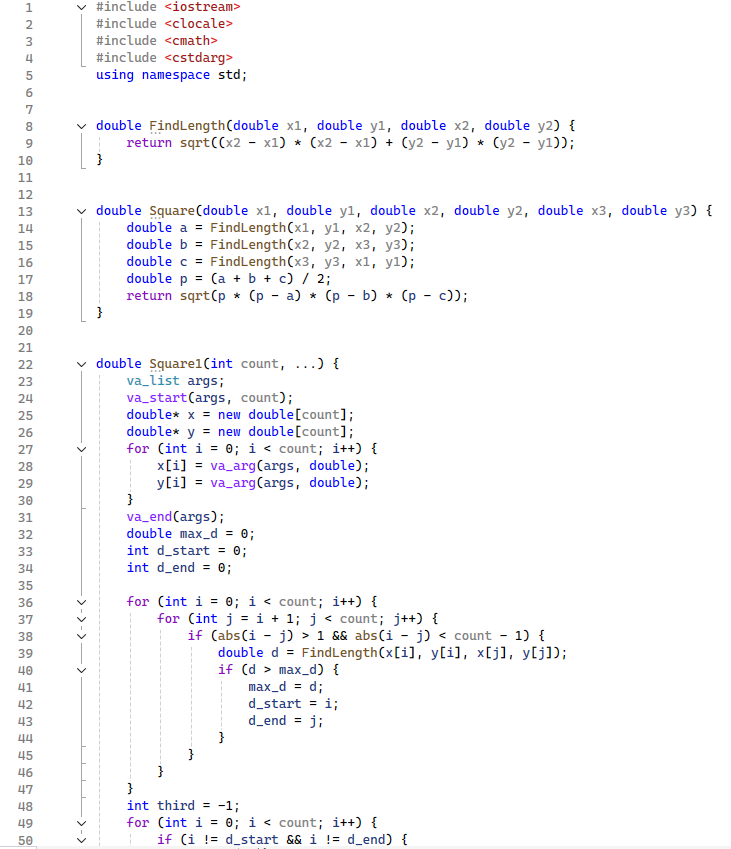 1 #include <iostream>
2 #include <clocale>
3 #include <cmath>
4 #include <cstdarg>
5 using namespace std;
6
7
8 double FindLength(double x1, double y1, double x2, double y2) {
9 return sqrt((x2 - x1) * (x2 - x1) + (y2 - y1) * (y2 - y1));
10 }
11
12
13 double Square(double x1, double y1, double x2, double y2, double x3, double y3) {
14 double a = FindLength(x1, y1, x2, y2);
15 double b = FindLength(x2, y2, x3, y3);
16 double c = FindLength(x3, y3, x1, y1);
17 double p = (a + b + c) / 2;
18 return sqrt(p * (p - a) * (p - b) * (p - c));
19 }
20
21
22 double Square1(int count, ...) {
23 va_list args;
24 va_start(args, count);
25 double* x = new double[count];
26 double* y = new double[count];
27 for (int i = 0; i < count; i++) {
28 x[i] = va_arg(args, double);
29 y[i] = va_arg(args, double);
30 }
31 va_end(args);
32 double max_d = 0;
33 int d_start = 0;
34 int d_end = 0;
35
36 for (int i = 0; i < count; i++) {
37 for (int j = i + 1; j < count; j++) {
38 if (abs(i - j) > 1 && abs(i - j) < count - 1) {
39 double d = FindLength(x[i], y[i], x[j], y[j]);
40 if (d > max_d) {
41 max_d = d;
42 d_start = i;
43 d_end = j;
44 }
45 }
46 }
47 }
48 int third = -1;
49 for (int i = 0; i < count; i++) {
50 if (i != d_start && i != d_end) {